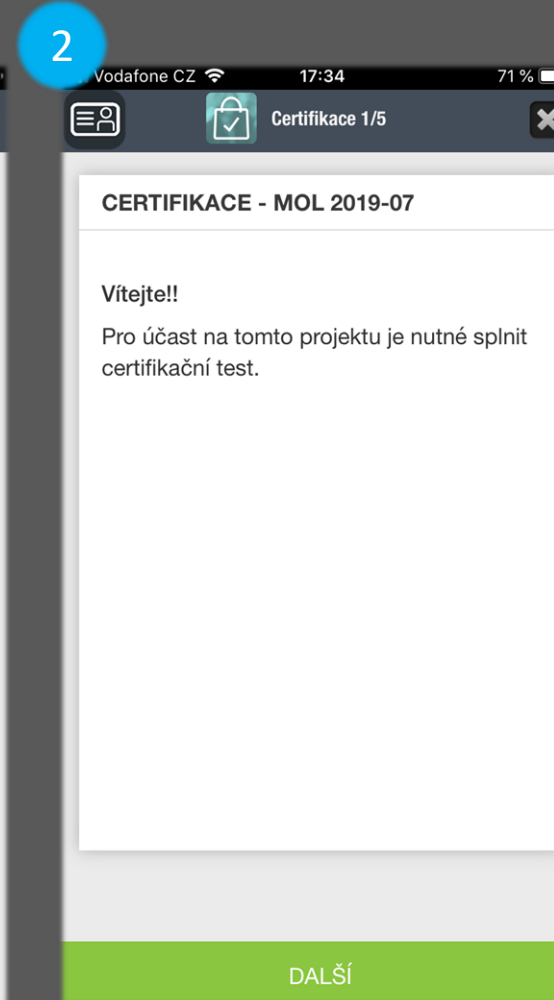 2
Vodafone CZ 17:34 71 %
Certifikace 1/5
CERTIFIKACE - MOL 2019-07
Vítejte!!
Pro účast na tomto projektu je nutné splnit
certifikační test.
DALŠÍ